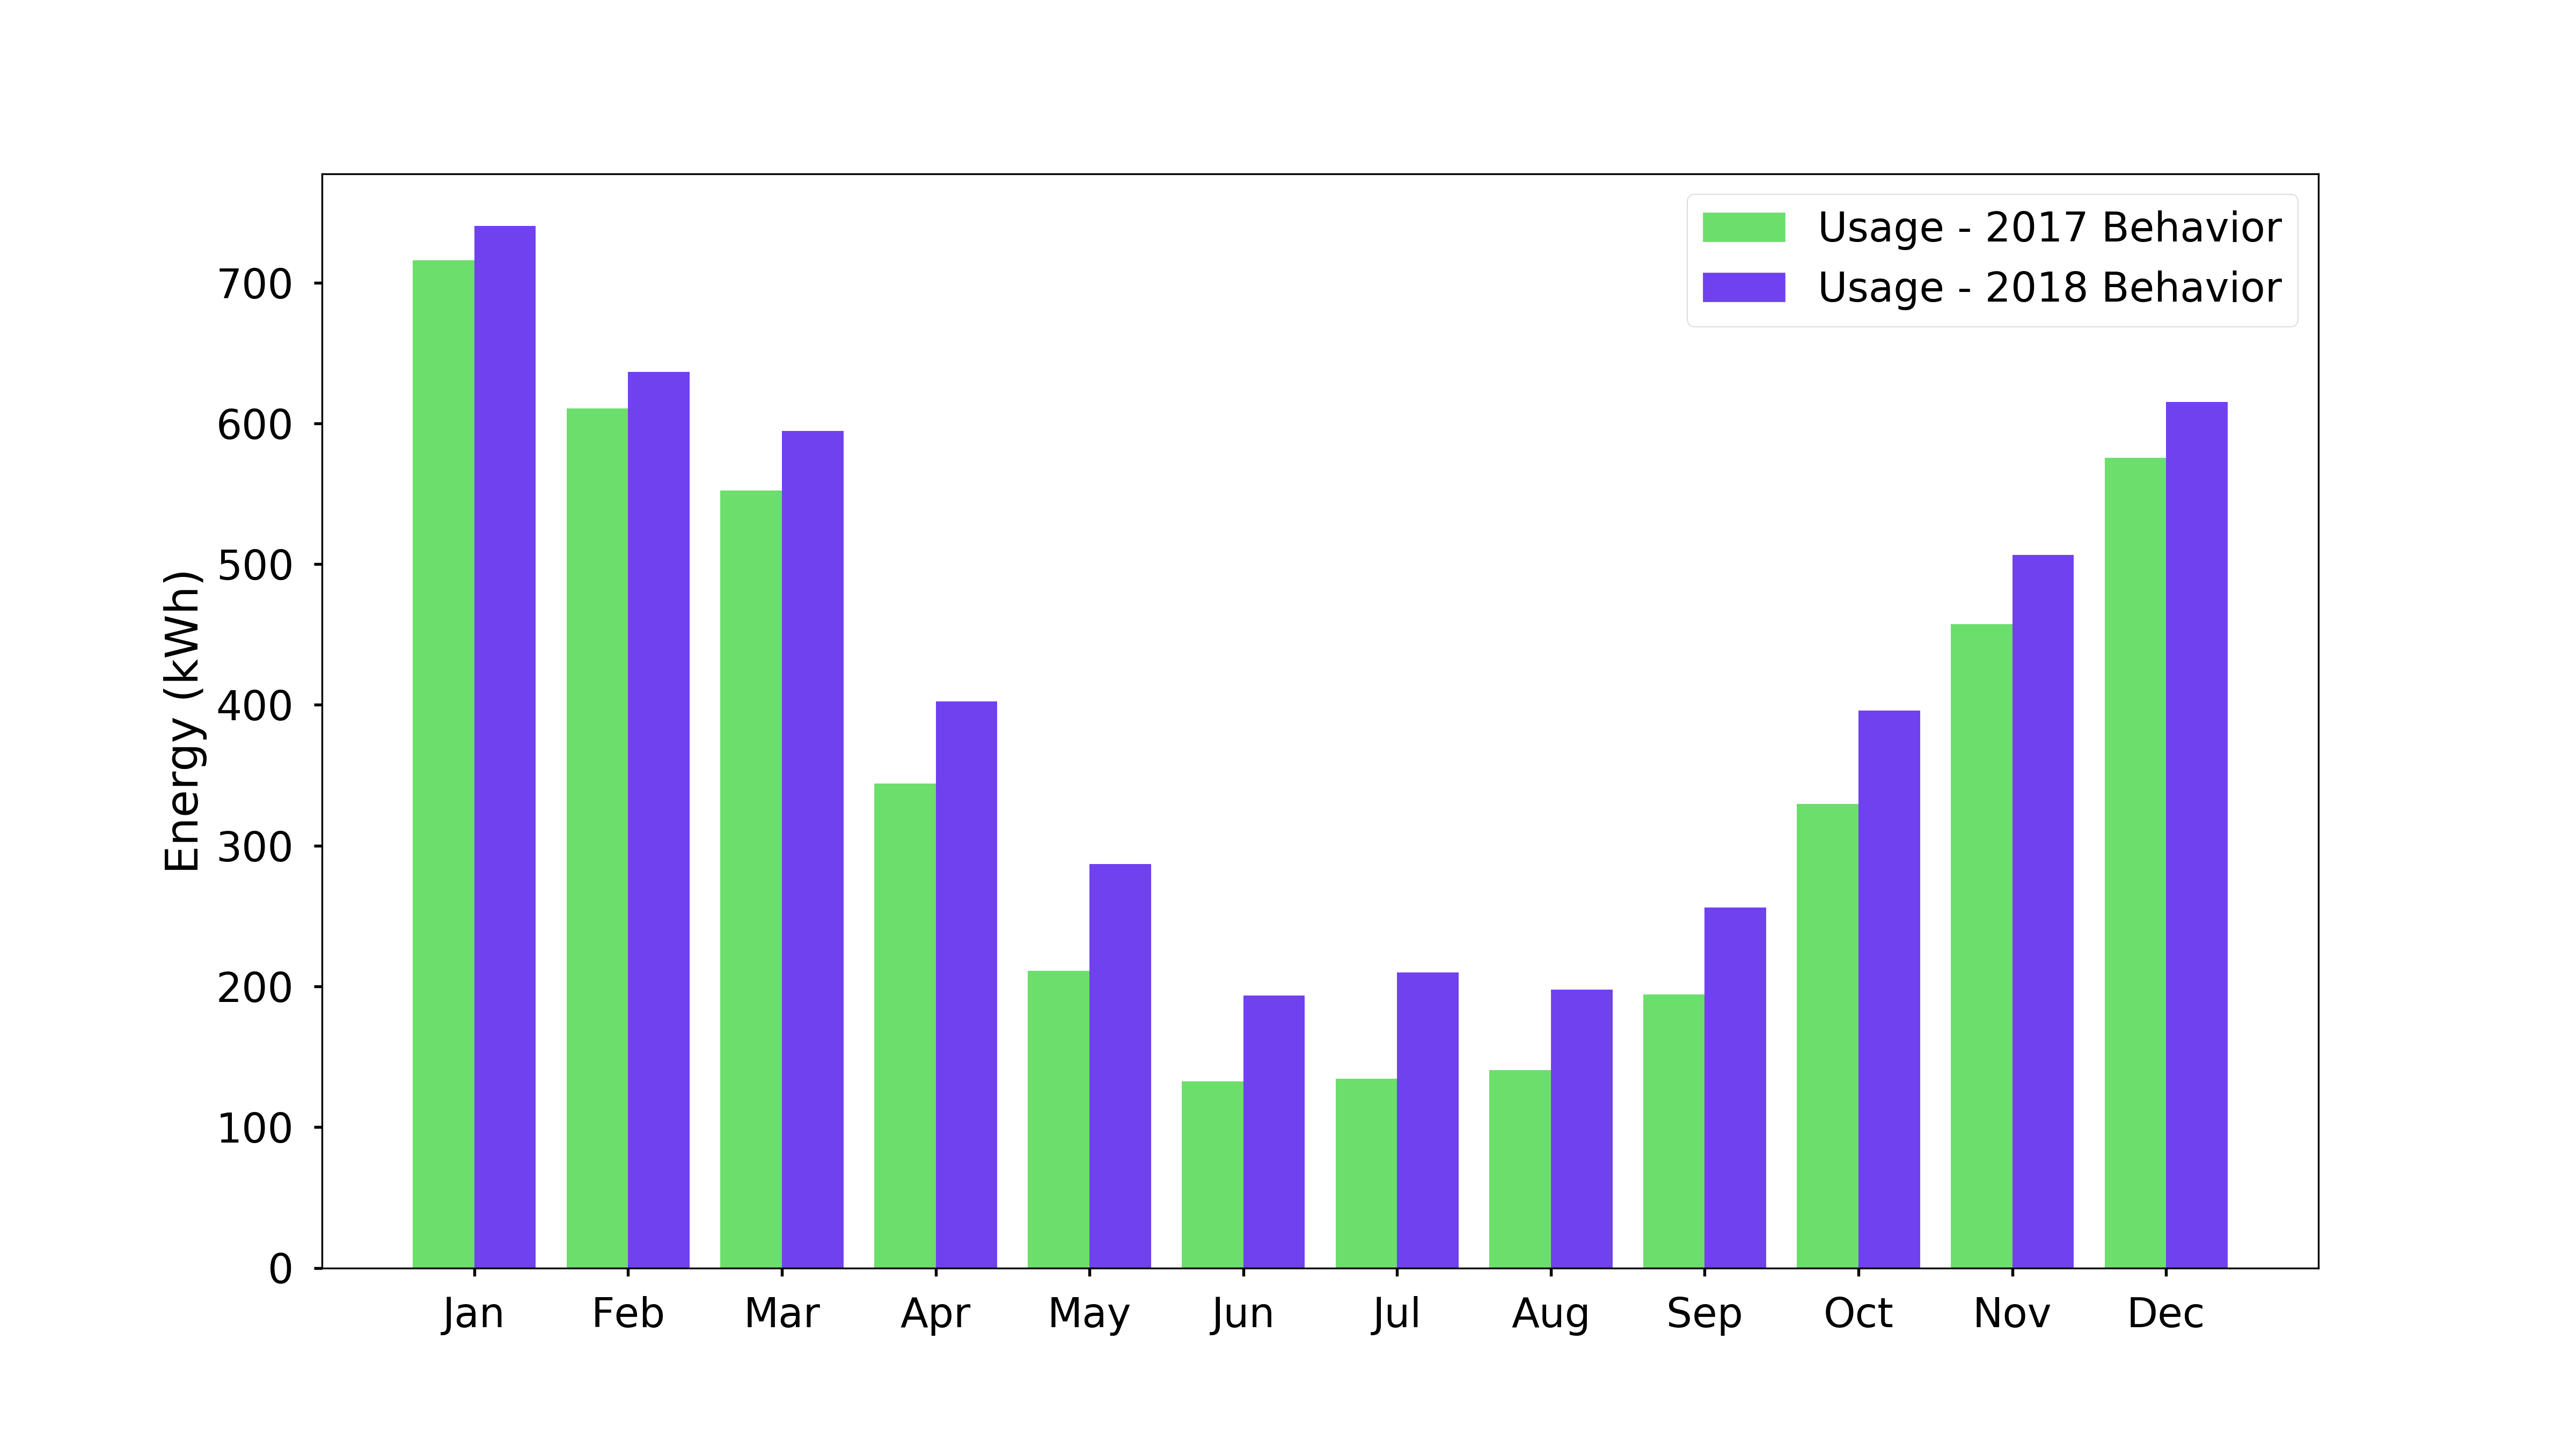 Usage - 2017 Behavior
Usage - 2018 Behavior
Energy (kWh)
700
600
500
400
300
200
100
0
Jan Feb Mar Apr May Jun Jul Aug Sep Oct Nov Dec